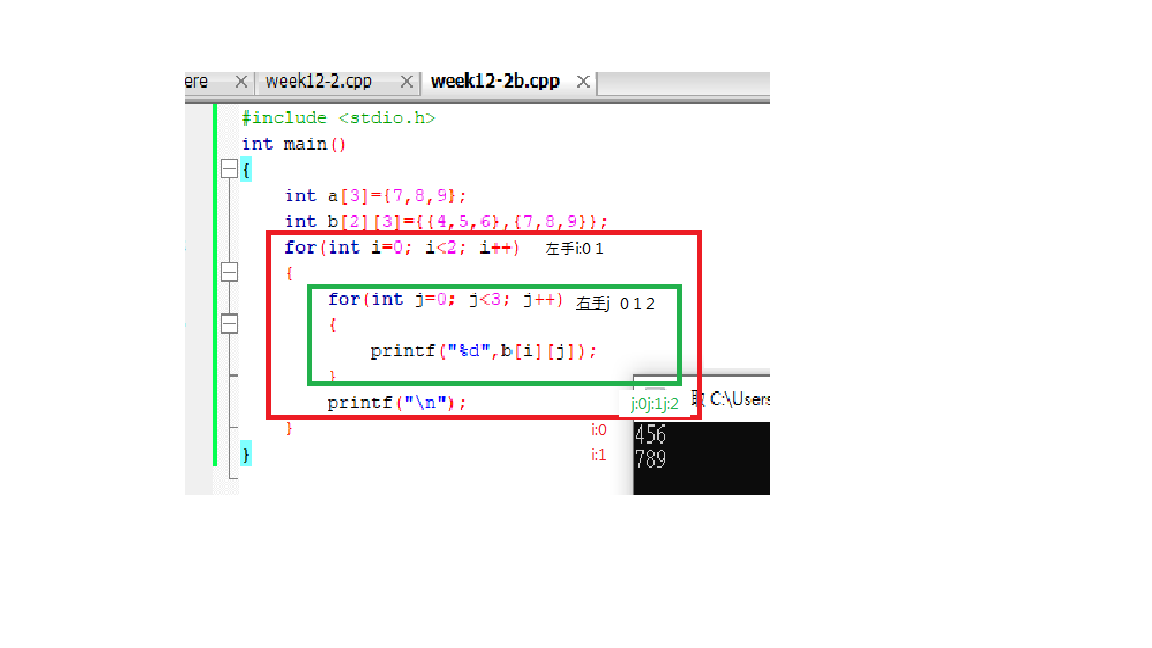 ere week12-2.cpp week12-2b.cpp
#include <stdio.h>
int main()
{
int a[3]={7,8,9};
int b[2][3]={{4,5,6},{7,8,9}};
for(int i=0; i<2; i++) 左手i:0 1
{
for(int j=0; j<3; j++) 右手j 0 1 2
{
printf("%d",b[i][j]);
}
printf("\n"); j:0j:1j:2 取 C:\Users
} i:0 456
} i:1 789